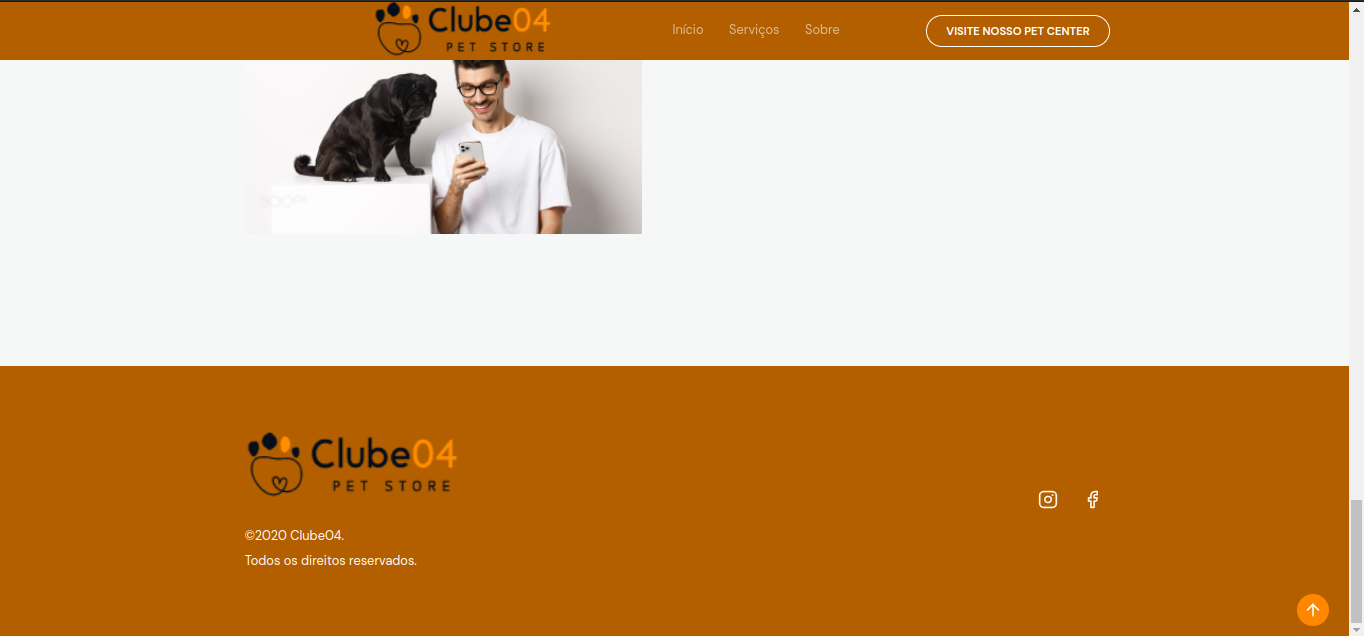 Clube04
PET STORE
Início
Serviços
Sobre
VISITE NOSSO PET CENTER
Clube04
PET STORE
©2020 Clube04.
Todos os direitos reservados.